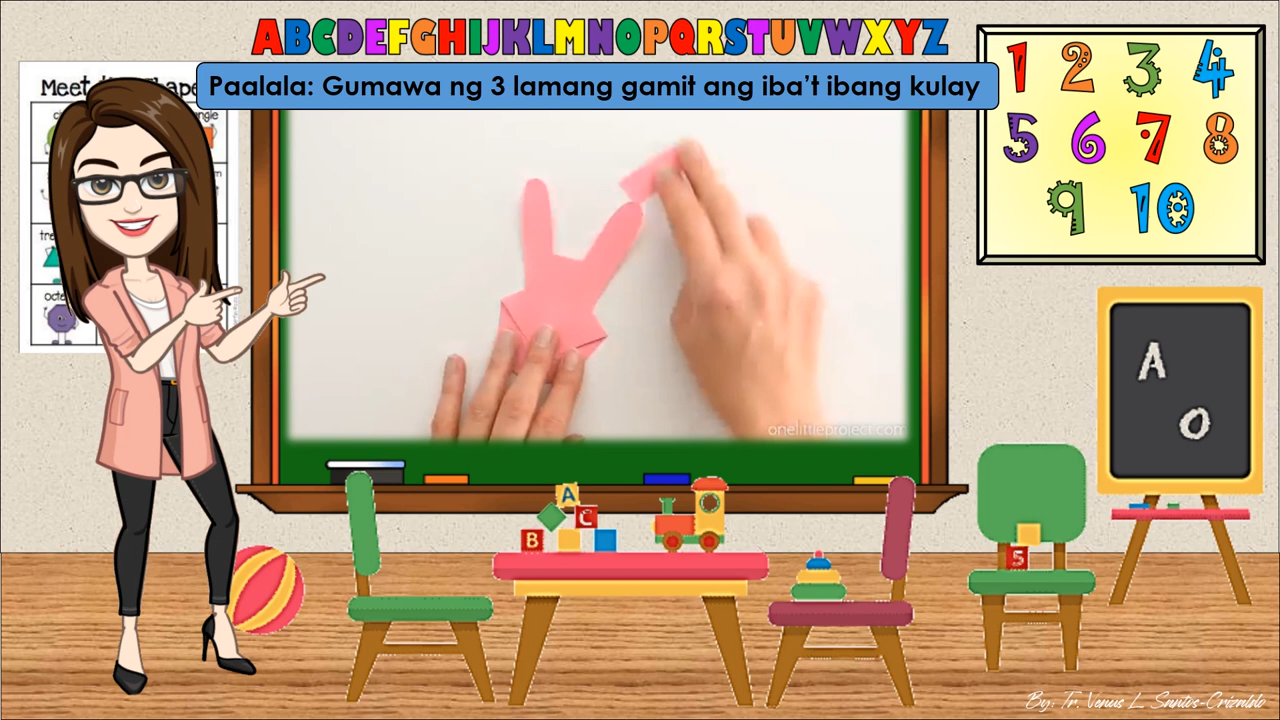 ABCDEFGHIJKLMNOPQRSTUVWXYZ
Paalala: Gumawa ng 3 lamang gamit ang iba’t ibang kulay
Meet
1 2 3 4
5 6 7 8
9 10
A
O
onelittleproject.com
A
C
B
5
By: Tr. Venus L. Santos-Crizaldo